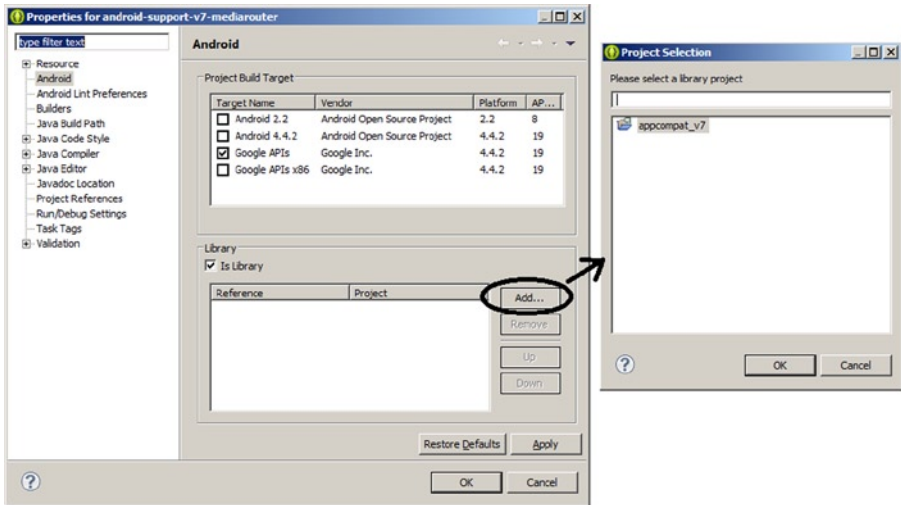 Properties for android-support-v7-mediarouter
type filter text
Resource
Android
Android Lint Preferences
Builders
Java Build Path
Java Code Style
Java Compiler
Java Editor
Javadoc Location
Project References
Run/Debug Settings
Task Tags
Validation
Android
Project Build Target
Target Name Vendor Platform AP...
Android 2.2 Android Open Source Project 2.2 8
Android 4.4.2 Android Open Source Project 4.4.2 19
Google APIs Google Inc. 4.4.2 19
Google APIs x86 Google Inc. 4.4.2 19
Library
Is Library
Reference Project
Add...
Remove
Up
Down
Restore Defaults Apply
OK Cancel
Project Selection
Please select a library project
appcompat_v7
OK Cancel